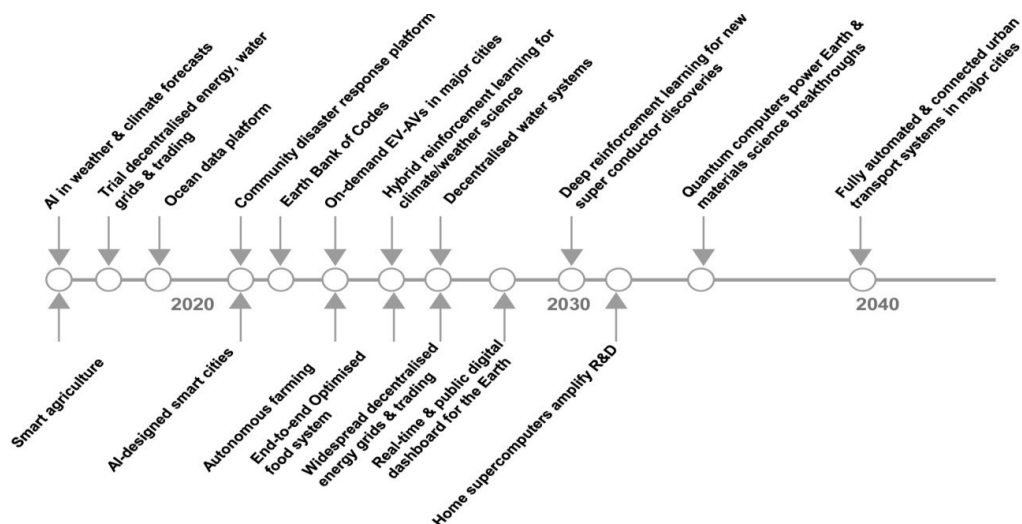 AI in weather & climate forecasts
Trial decentralised energy, water
grids & trading
Ocean data platform
Community disaster response platform
Earth Bank of Codes
On-demand EV-AVs in major cities
Hybrid reinforcement learning for
climate/weather science
Decentralised water systems
Deep reinforcement learning for new
super conductor discoveries
Quantum computers power Earth &
materials science breakthroughs
Fully automated & connected urban
transport systems in major cities
2020
2030
2040
Smart agriculture
AI-designed smart cities
Autonomous farming
End-to-end Optimised
food system
Widespread decentralised
energy grids & trading
Real-time & public digital
dashboard for the Earth
Home supercomputers amplify R&D